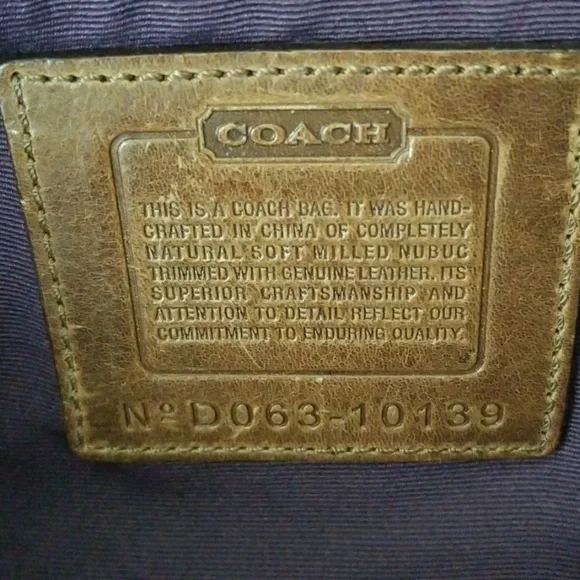 COACH
THIS IS A COACH BAG. IT WAS HAND-
CRAFTED IN CHINA OF COMPLETELY
NATURAL SOFT MILLED NUBUC
TRIMMED WITH GENUINE LEATHER. ITS
SUPERIOR CRAFTSMANSHIP AND
ATTENTION TO DETAIL REFLECT OUR
COMMITMENT TO ENDURING QUALITY.
Nº D063-10139